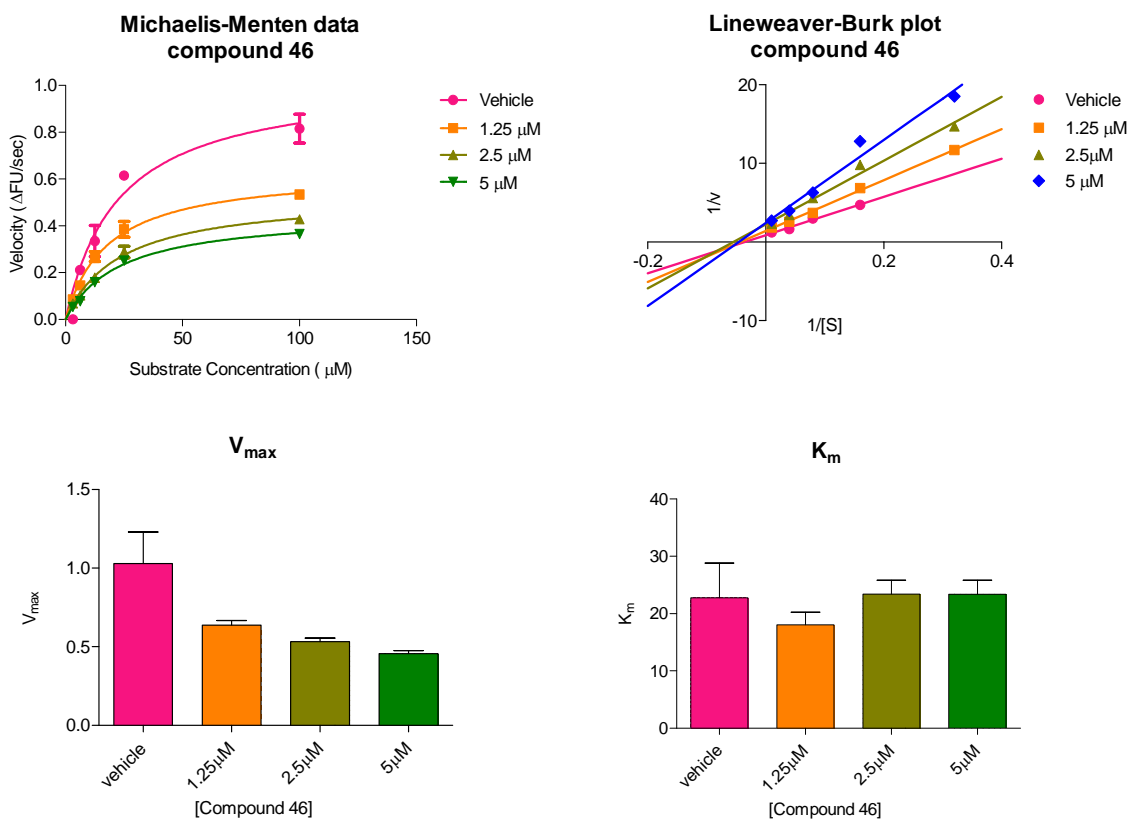 Michaelis-Menten data
compound 46
Velocity ( ΔFU/sec)
1.0
0.8
0.6
0.4
0.2
0.0
0
50
100
150
Substrate Concentration ( μM)
Vehicle
1.25 μM
2.5 μM
5 μM
Lineweaver-Burk plot
compound 46
1/v
20
10
-10
-0.2
0.2
0.4
1/[S]
Vehicle
1.25 μM
2.5μM
5 μM
Vmax
Vmax
1.5
1.0
0.5
0.0
vehicle
1.25μM
2.5μM
5μM
[Compound 46]
Km
Km
40
30
20
10
0
vehicle
1.25μM
2.5μM
5μM
[Compound 46]